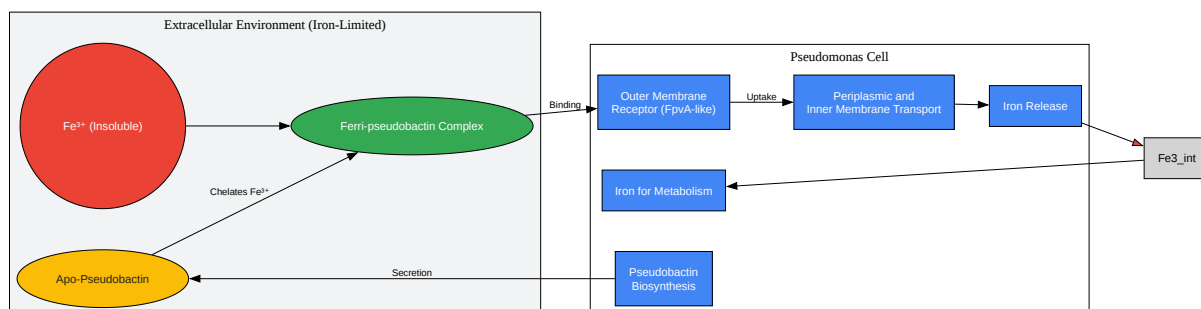 Extracellular Environment (Iron-Limited)
Fe³⁺ (Insoluble)
Ferri-pseudobactin Complex
Chelates Fe³⁺
Apo-Pseudobactin
Binding
Pseudomonas Cell
Outer Membrane
Receptor (FpvA-like)
Uptake
Periplasmic and
Inner Membrane Transport
Iron Release
Fe3_int
Iron for Metabolism
Secretion
Pseudobactin
Biosynthesis